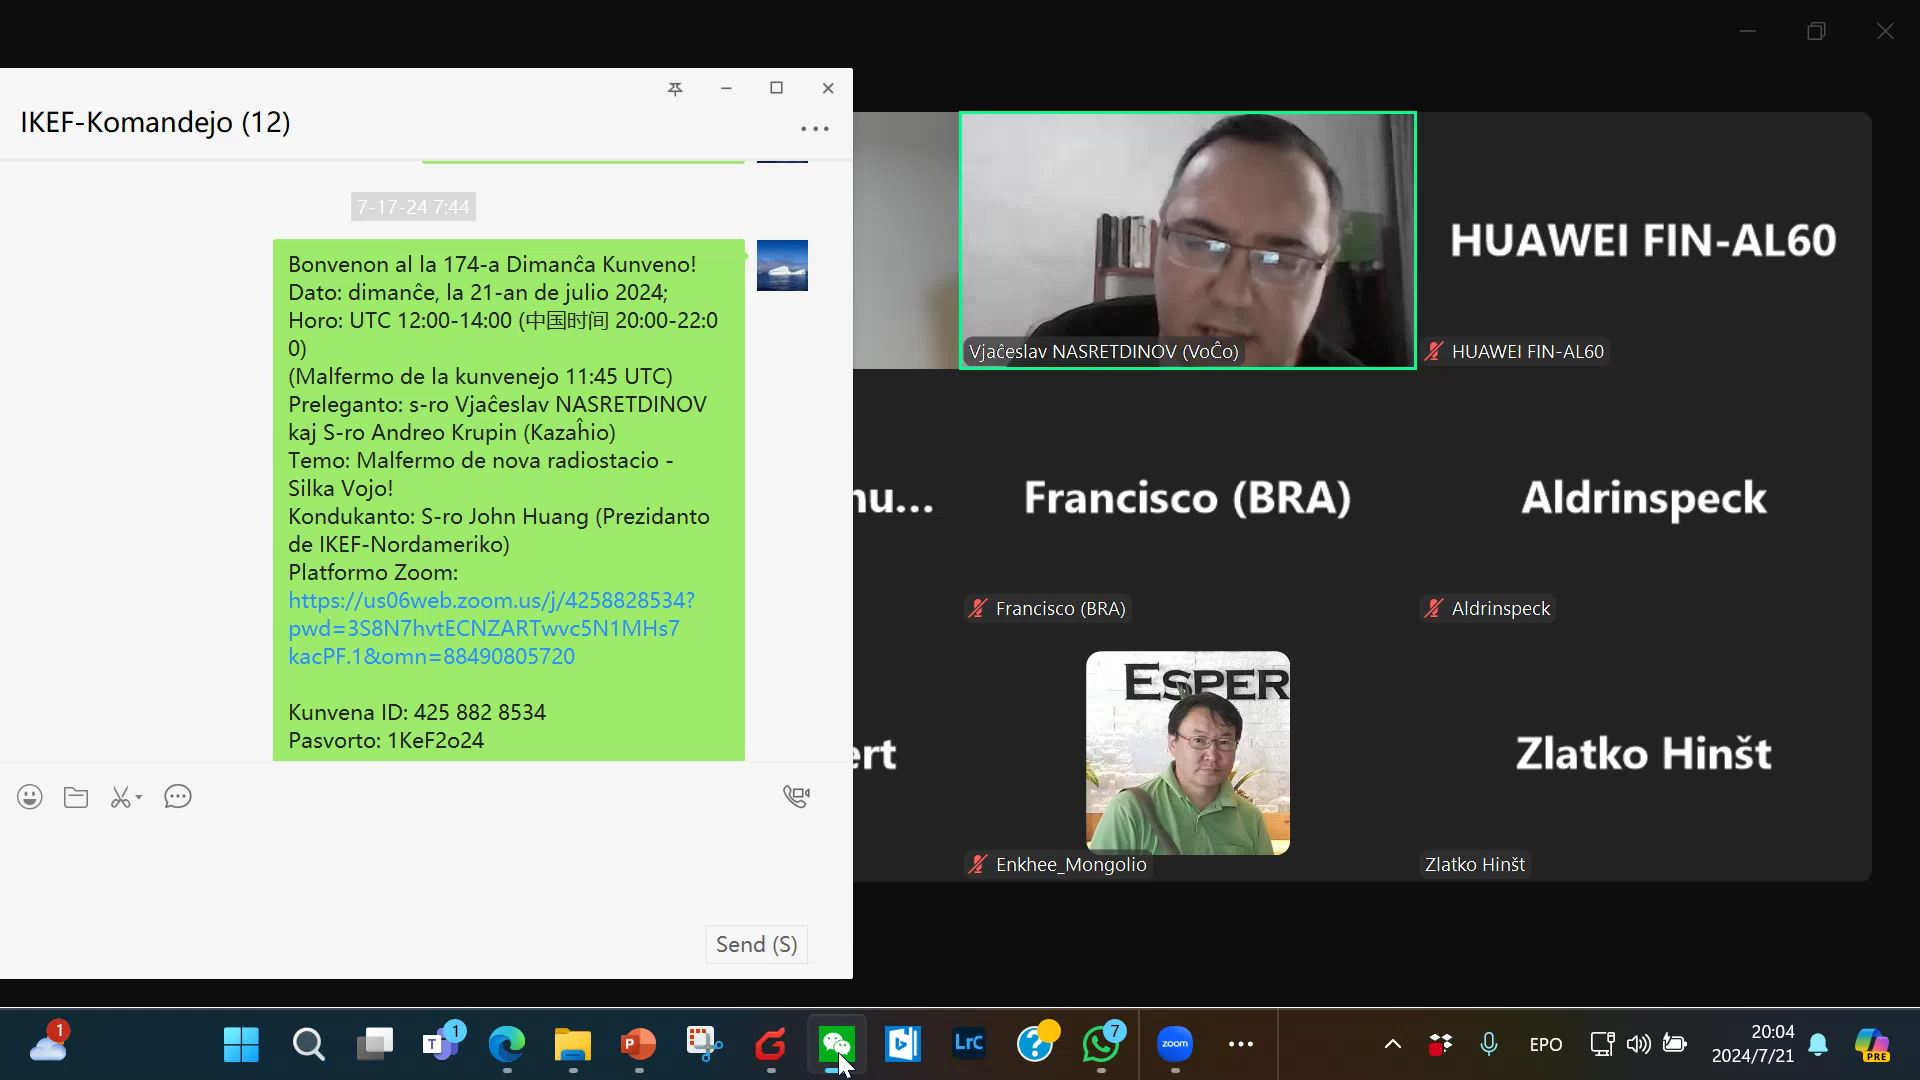 IKEF-Komandejo (12)
7-17-24 7:44
Bonvenon al la 174-a Dimanĉa Kunveno!
Dato: dimanĉe, la 21-an de julio 2024;
Horo: UTC 12:00-14:00 (中国时间 20:00-22:0
0)
(Malfermo de la kunvenejo 11:45 UTC)
Preleganto: s-ro Vjaĉeslav NASRETDINOV
kaj S-ro Andreo Krupin (Kazaĥio)
Temo: Malfermo de nova radiostacio -
Silka Vojo!
Kondukanto: S-ro John Huang (Prezidanto
de IKEF-Nordameriko)
Platformo Zoom:
https://us06web.zoom.us/j/4258828534?
pwd=3S8N7hvtECNZARTwvc5N1MHs7
kacPF.1&omn=88490805720
Kunvena ID: 425 882 8534
Pasvorto: 1KeF2o24
Send (S)
Vjaĉeslav NASRETDINOV (VoĈo)
HUAWEI FIN-AL60
HUAWEI FIN-AL60
Francisco (BRA)
Francisco (BRA)
Aldrinspeck
Aldrinspeck
ESPER
Enkhee_Mongolio
Zlatko Hinšt
Zlatko Hinšt
1
T
1
P
LrC
?
7
zoom
EPO
20:04
2024/7/21
PRE